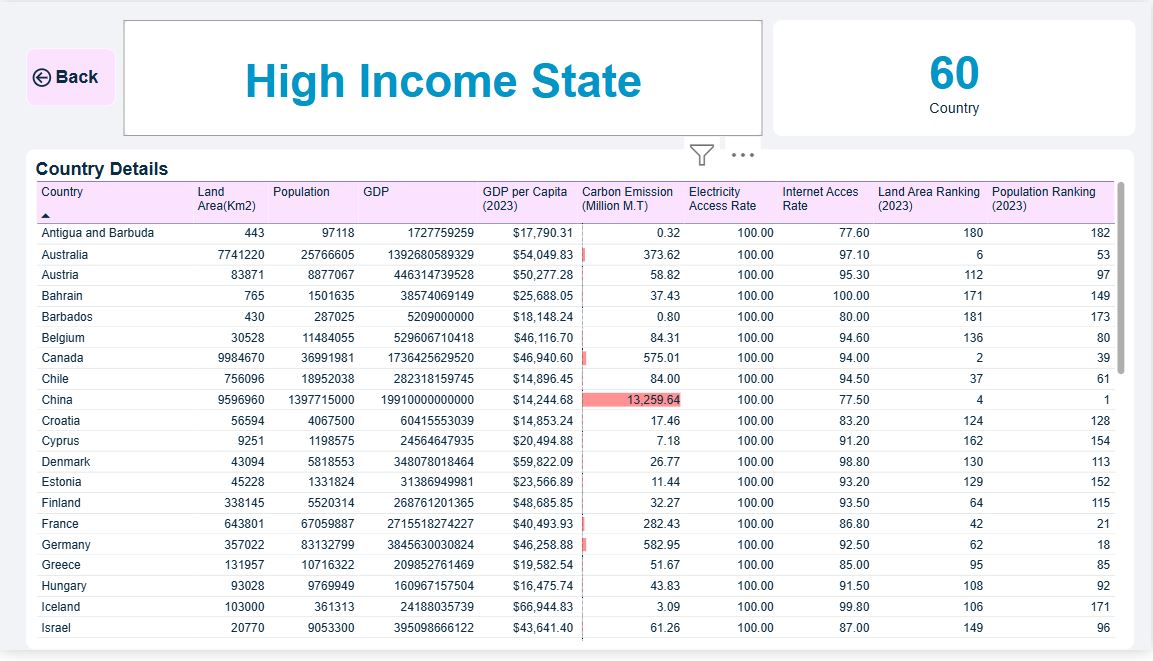 Back
High Income State
60
Country
Country Details
Country Land Area(Km2) Population GDP GDP per Capita (2023) Carbon Emission (Million M.T) Electricity Access Rate Internet Acces Rate Land Area Ranking (2023) Population Ranking (2023)
Antigua and Barbuda 443 97118 1727759259 $17,790.31 0.32 100.00 77.60 180 182
Australia 7741220 25766605 1392680589329 $54,049.83 373.62 100.00 97.10 6 53
Austria 83871 8877067 446314739528 $50,277.28 58.82 100.00 95.30 112 97
Bahrain 765 1501635 38574069149 $25,688.05 37.43 100.00 100.00 171 149
Barbados 430 287025 5209000000 $18,148.24 0.80 100.00 80.00 181 173
Belgium 30528 11484055 529606710418 $46,116.70 84.31 100.00 94.60 136 80
Canada 9984670 36991981 1736425629520 $46,940.60 575.01 100.00 94.00 2 39
Chile 756096 18952038 282318159745 $14,896.45 84.00 100.00 94.50 37 61
China 9596960 1397715000 19910000000000 $14,244.68 13,259.64 100.00 77.50 4 1
Croatia 56594 4067500 60415553039 $14,853.24 17.46 100.00 83.20 124 128
Cyprus 9251 1198575 24564647935 $20,494.88 7.18 100.00 91.20 162 154
Denmark 43094 5818553 348078018464 $59,822.09 26.77 100.00 98.80 130 113
Estonia 45228 1331824 31386949981 $23,566.89 11.44 100.00 93.20 129 152
Finland 338145 5520314 268761201365 $48,685.85 32.27 100.00 93.50 64 115
France 643801 67059887 2715518274227 $40,493.93 282.43 100.00 86.80 42 21
Germany 357022 83132799 3845630030824 $46,258.88 582.95 100.00 92.50 62 18
Greece 131957 10716322 209852761469 $19,582.54 51.67 100.00 85.00 95 85
Hungary 93028 9769949 160967157504 $16,475.74 43.83 100.00 91.50 108 92
Iceland 103000 361313 24188035739 $66,944.83 3.09 100.00 99.80 106 171
Israel 20770 9053300 395098666122 $43,641.40 61.26 100.00 87.00 149 96